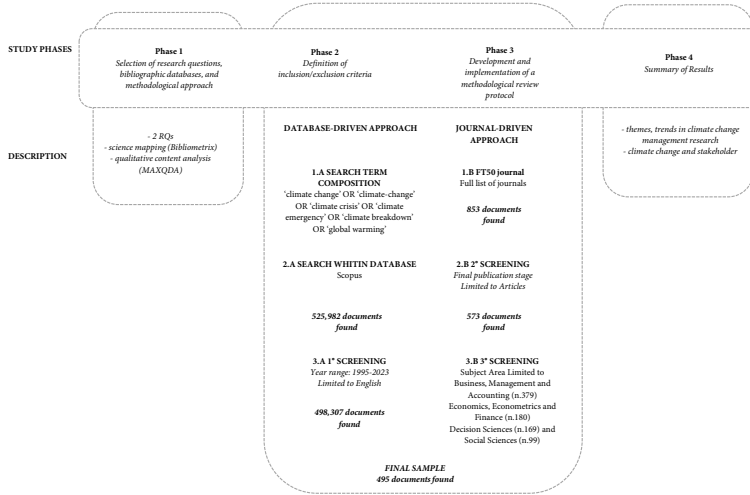 STUDY PHASES
Phase 1
Selection of research questions,
bibliographic databases, and
methodological approach
Phase 2
Definition of
inclusion/exclusion criteria
Phase 3
Development and
implementation of a
methodological review
protocol
Phase 4
Summary of Results
DESCRIPTION
- 2 RQs
- science mapping (Bibliometrix)
- qualitative content analysis
(MAXQDA)
DATABASE-DRIVEN APPROACH
1.A SEARCH TERM
COMPOSITION
'climate change' OR 'climate-change'
OR 'climate crisis' OR 'climate
emergency' OR 'climate breakdown'
OR 'global warming'
2.A SEARCH WHITIN DATABASE
Scopus
525,982 documents
found
3.A 1° SCREENING
Year range: 1995-2023
Limited to English
498,307 documents
found
JOURNAL-DRIVEN
APPROACH
1.B FT50 journal
Full list of journals
853 documents
found
2.B 2° SCREENING
Final publication stage
Limited to Articles
573 documents
found
3.B 3° SCREENING
Subject Area Limited to
Business, Management and
Accounting (n.379)
Economics, Econometrics and
Finance (n.180)
Decision Sciences (n.169) and
Social Sciences (n.99)
- themes, trends in climate change
management research
- climate change and stakeholder
FINAL SAMPLE
495 documents found